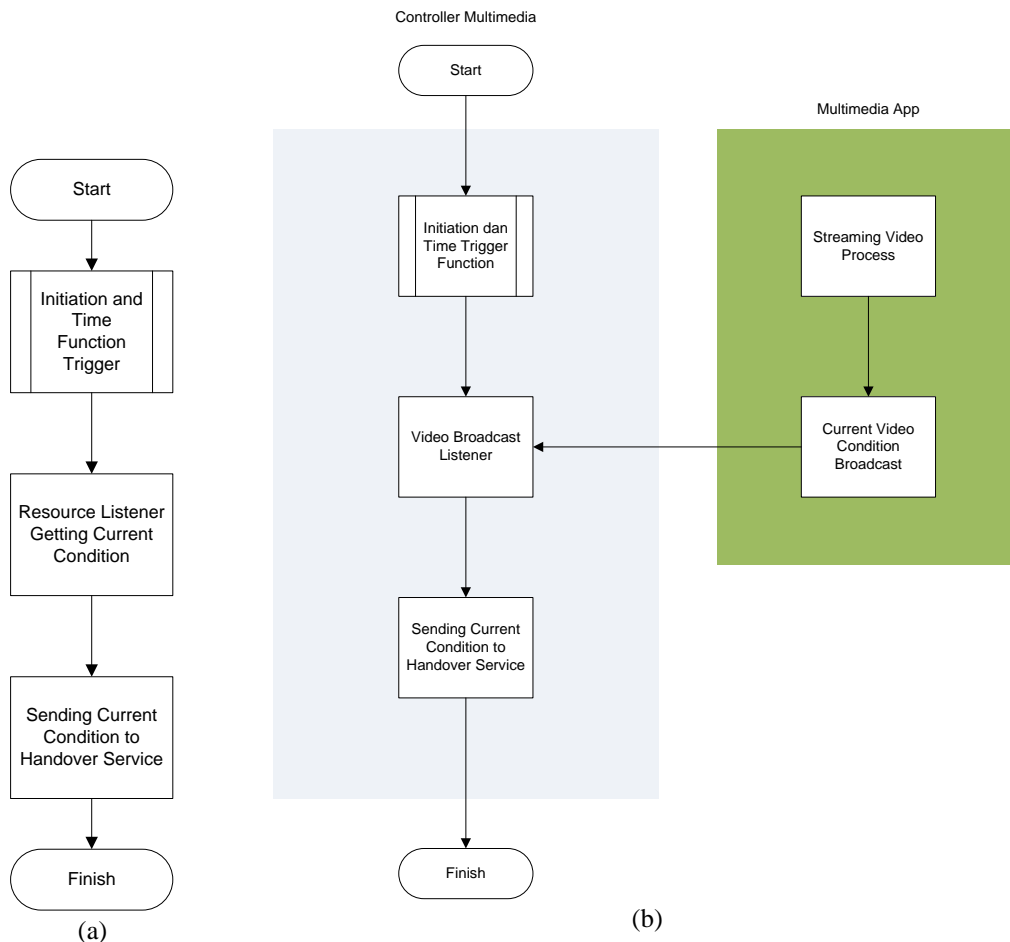 Start
Initiation and
Time
Function
Trigger
Resource Listener
Getting Current
Condition
Sending Current
Condition to
Handover Service
Finish
(a)
Controller Multimedia
Start
Initiation dan
Time Trigger
Function
Video Broadcast
Listener
Sending Current
Condition to
Handover Service
Finish
Multimedia App
Streaming Video
Process
Current Video
Condition
Broadcast
(b)